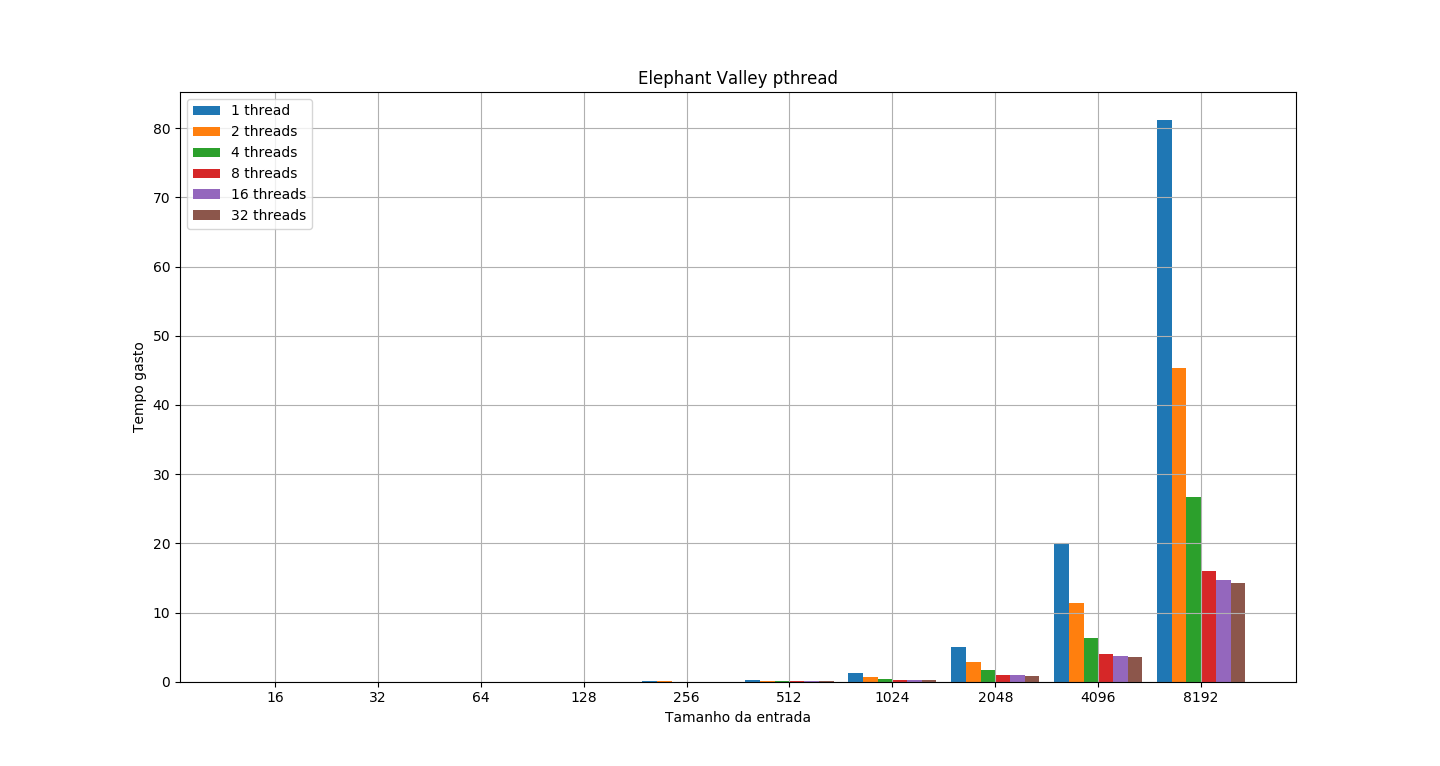 Elephant Valley pthread
1 thread
2 threads
4 threads
8 threads
16 threads
32 threads
80
70
60
50
40
30
20
10
0
Tempo gasto
16 32 64 128 256 512 1024 2048 4096 8192
Tamanho da entrada